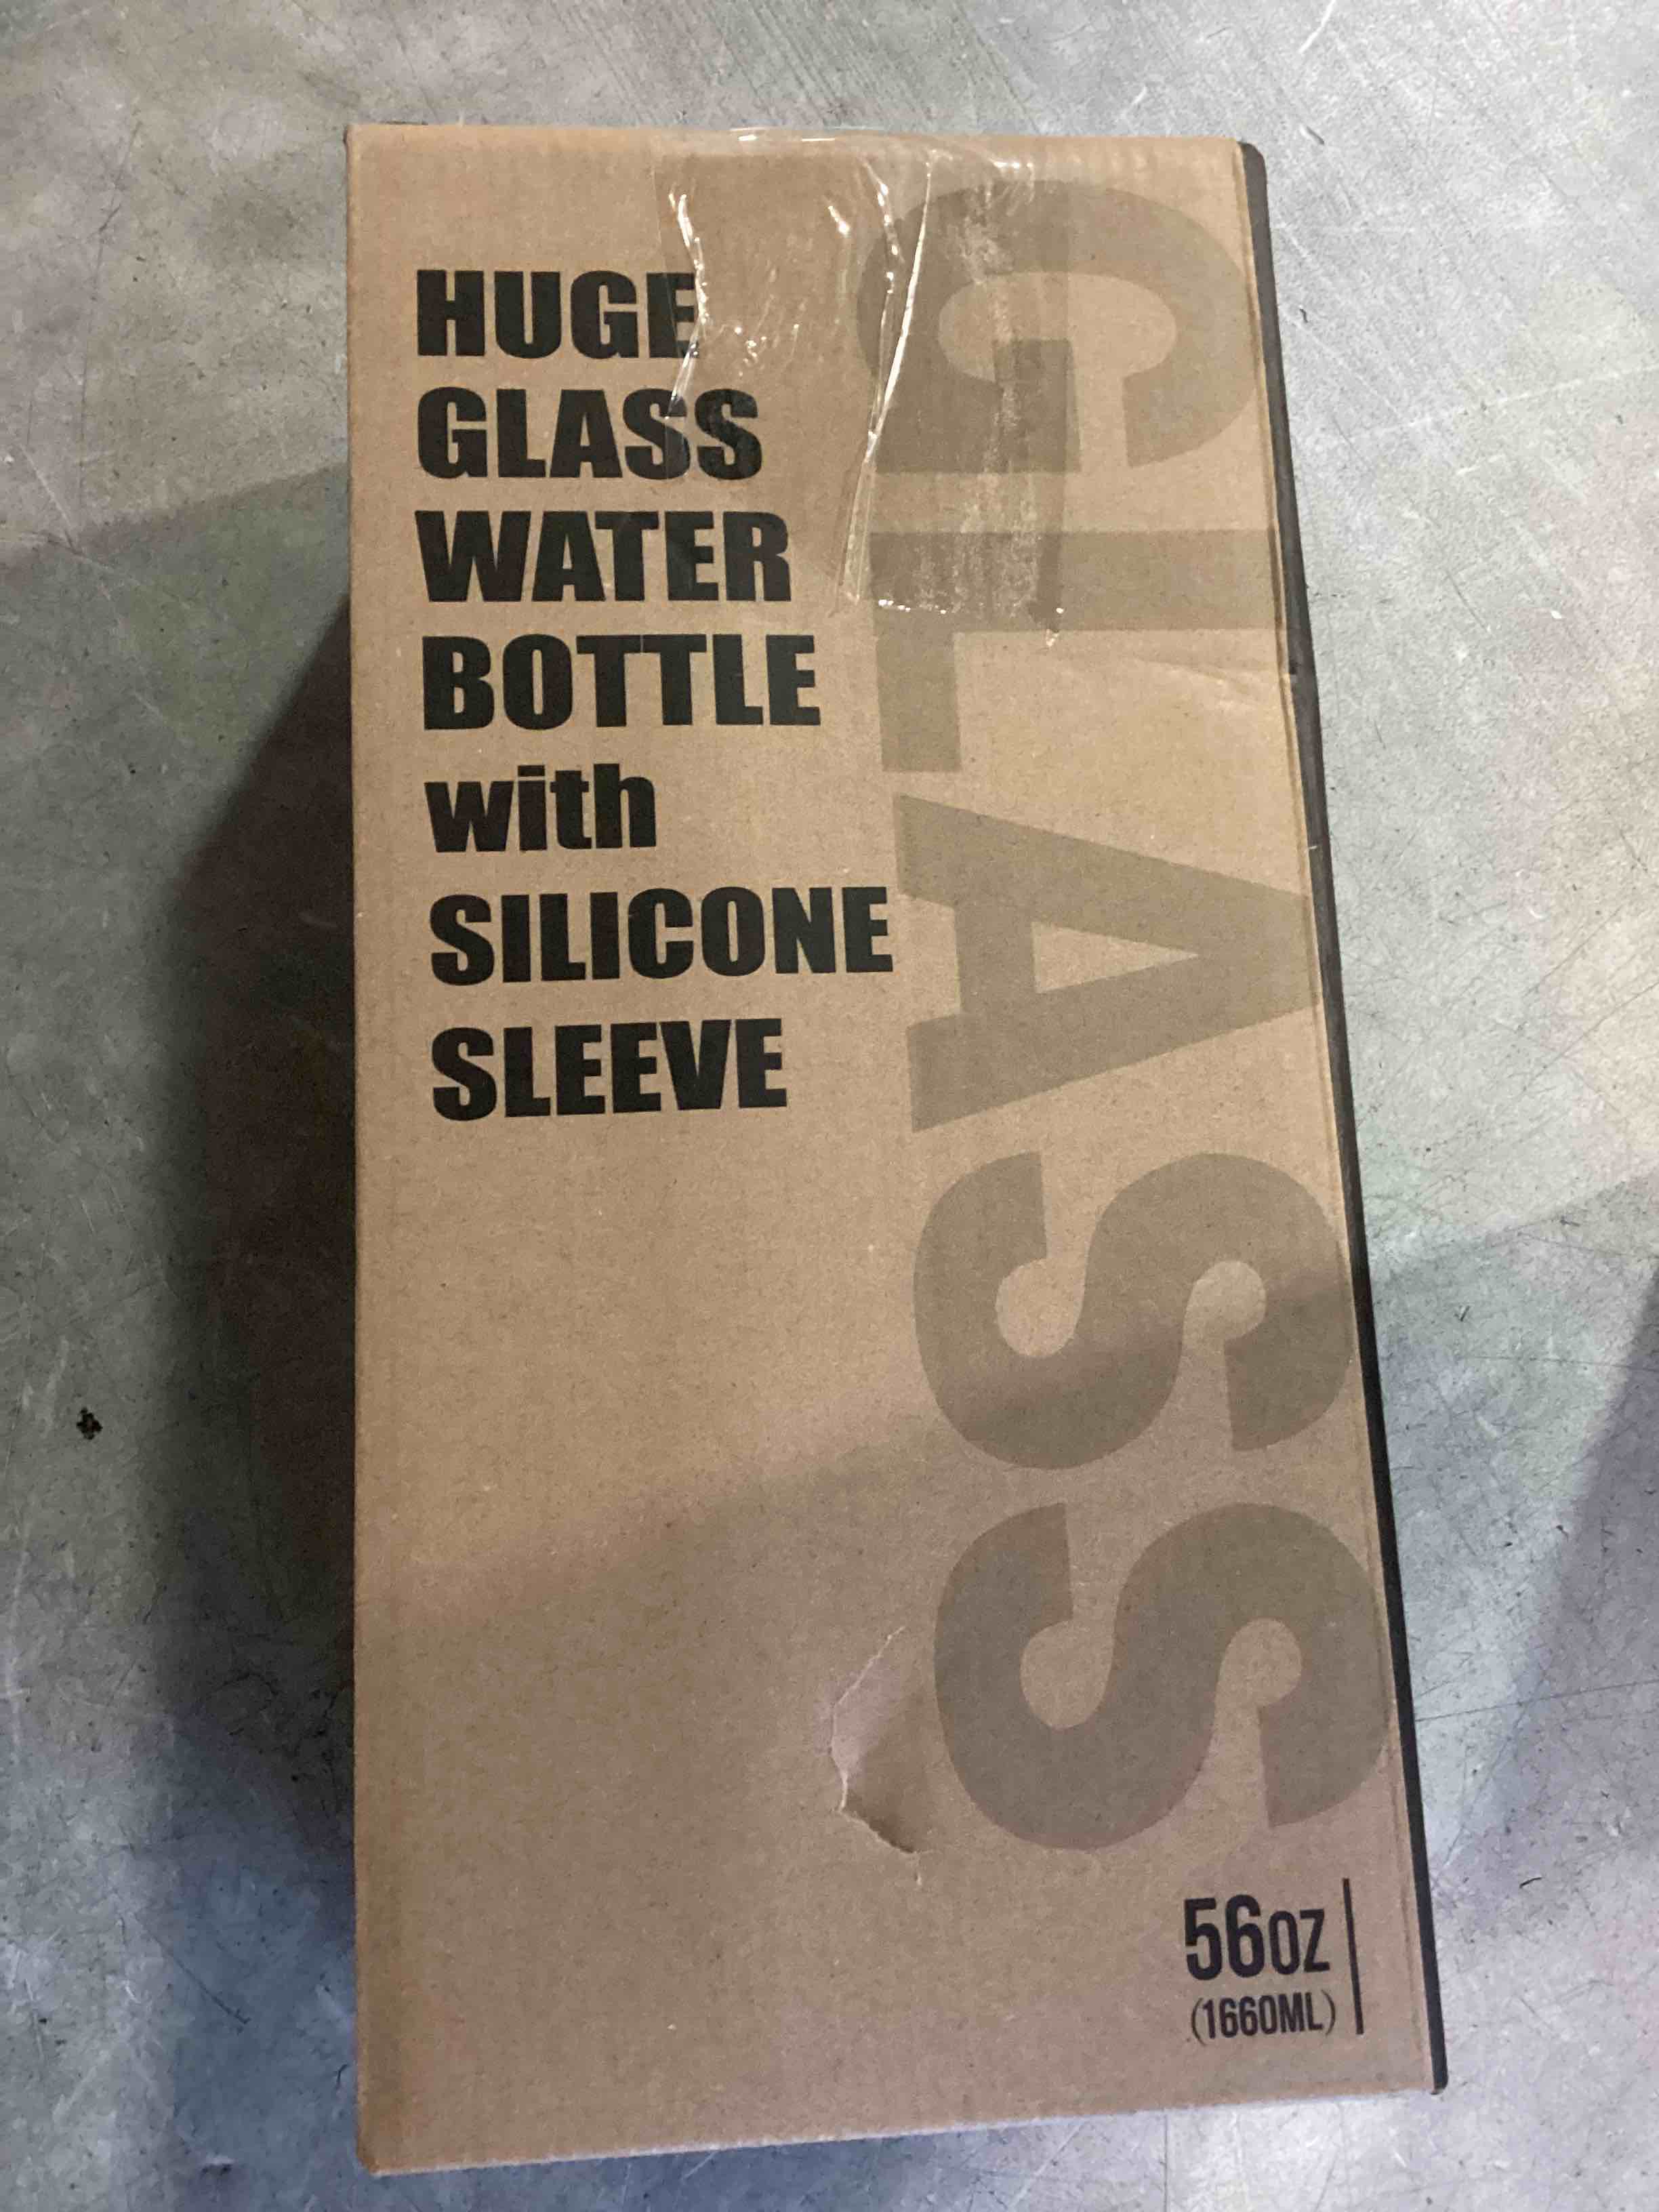 HUGE
GLASS
WATER
BOTTLE
with
SILICONE
SLEEVE
GLASS
56OZ
(1660ML)